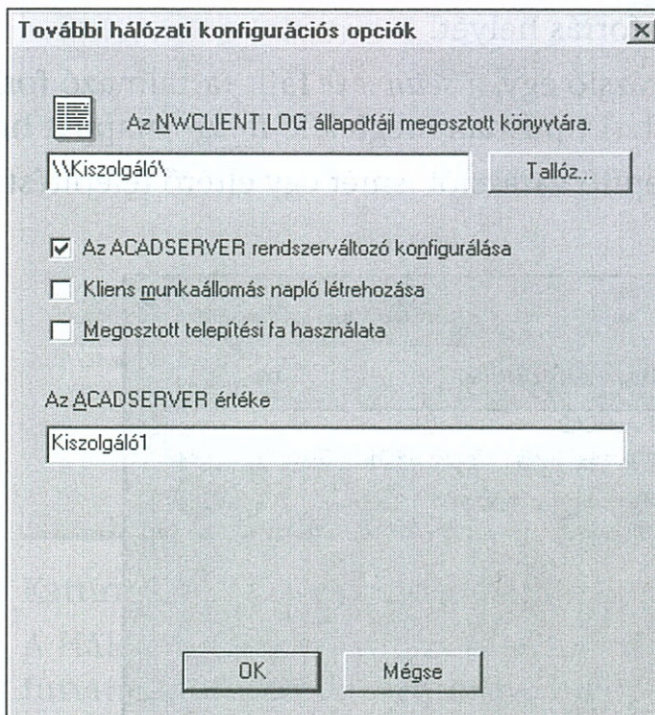 További hálózati konfigurációs opciók
Az NWCLIENT.LOG állapotfájl megosztott könyvtára.
\\Kiszolgáló\
Tallóz...
Az ACADSERVER rendszerváltozó konfigurálása
Kliens munkaállomás napló létrehozása
Megosztott telepítési fa használata
Az ACADSERVER értéke
Kiszolgáló1
OK
Mégse